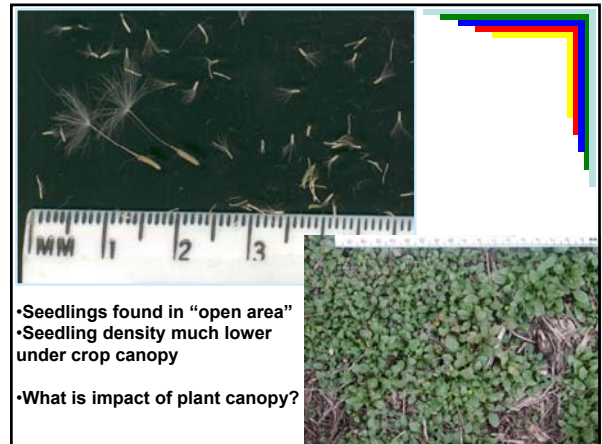 MM 1 2 3
•Seedlings found in “open area”
•Seedling density much lower
under crop canopy
•What is impact of plant canopy?